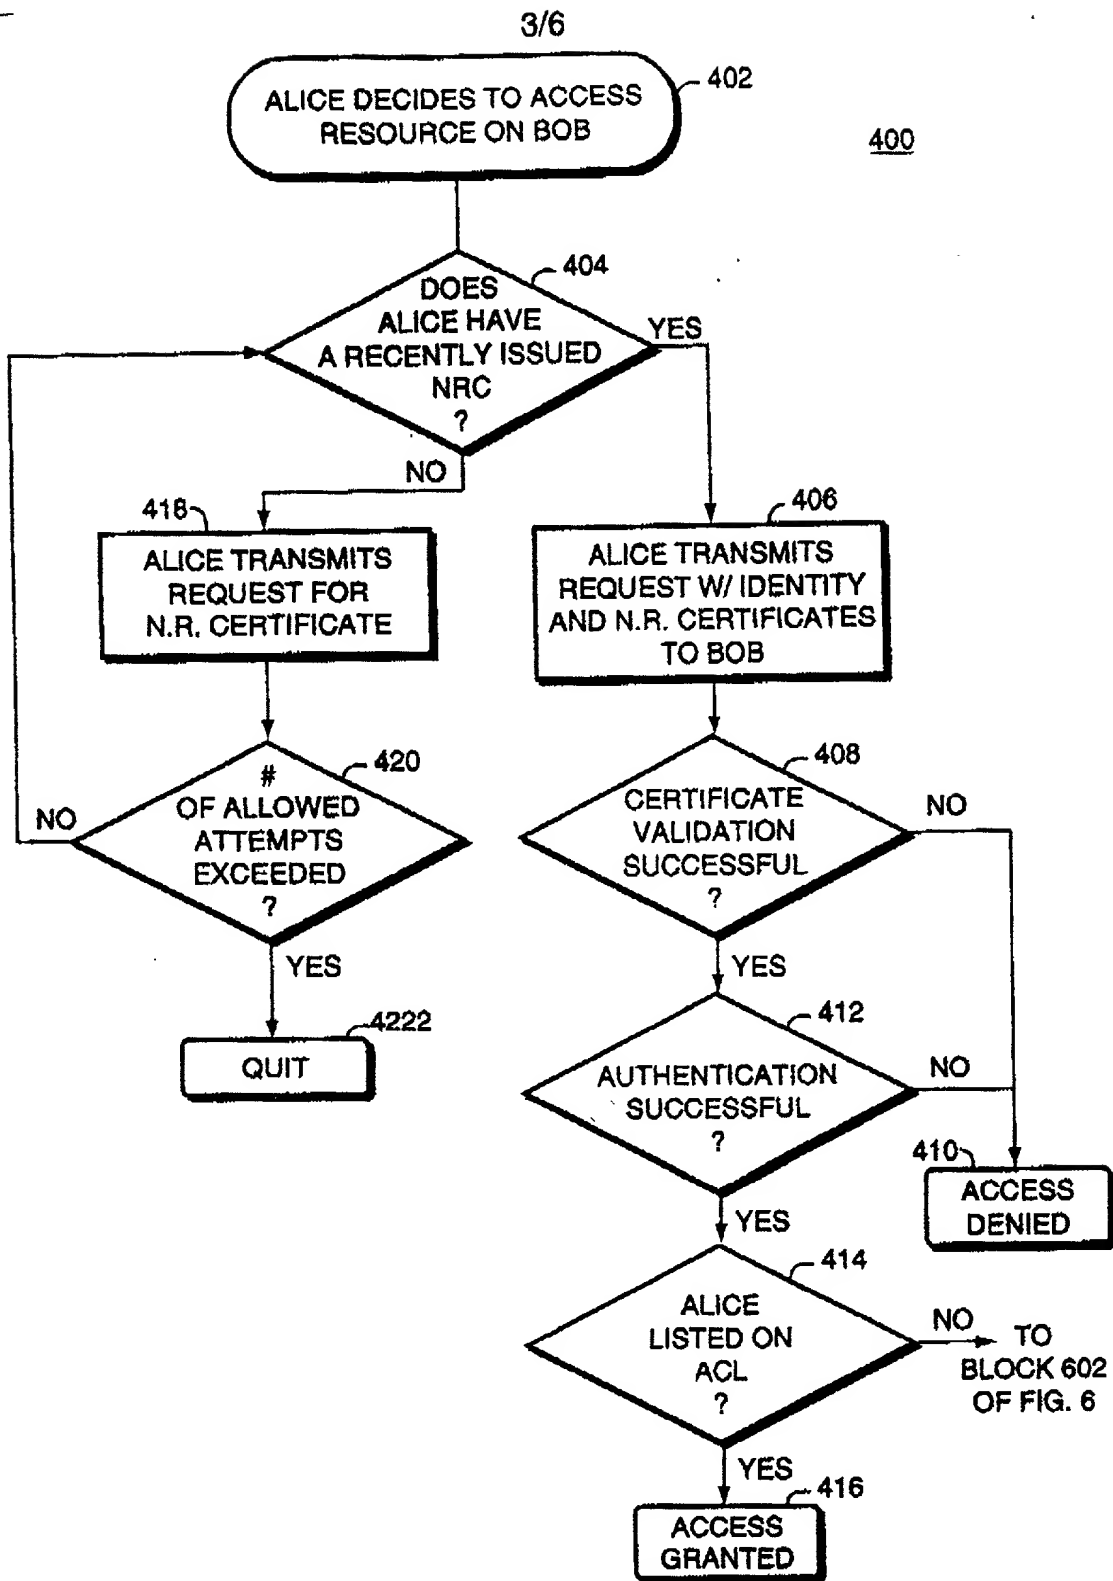 3/6
ALICE DECIDES TO ACCESS
RESOURCE ON BOB
402
400
DOES
ALICE HAVE
A RECENTLY ISSUED
NRC
?
404
YES
NO
418
ALICE TRANSMITS
REQUEST FOR
N.R. CERTIFICATE
406
ALICE TRANSMITS
REQUEST W/ IDENTITY
AND N.R. CERTIFICATES
TO BOB
#
OF ALLOWED
ATTEMPTS
EXCEEDED
?
420
NO
YES
4222
QUIT
408
CERTIFICATE
VALIDATION
SUCCESSFUL
?
NO
YES
412
AUTHENTICATION
SUCCESSFUL
?
NO
YES
410
ACCESS
DENIED
414
ALICE
LISTED ON
ACL
?
NO
TO
BLOCK 602
OF FIG. 6
YES
416
ACCESS
GRANTED